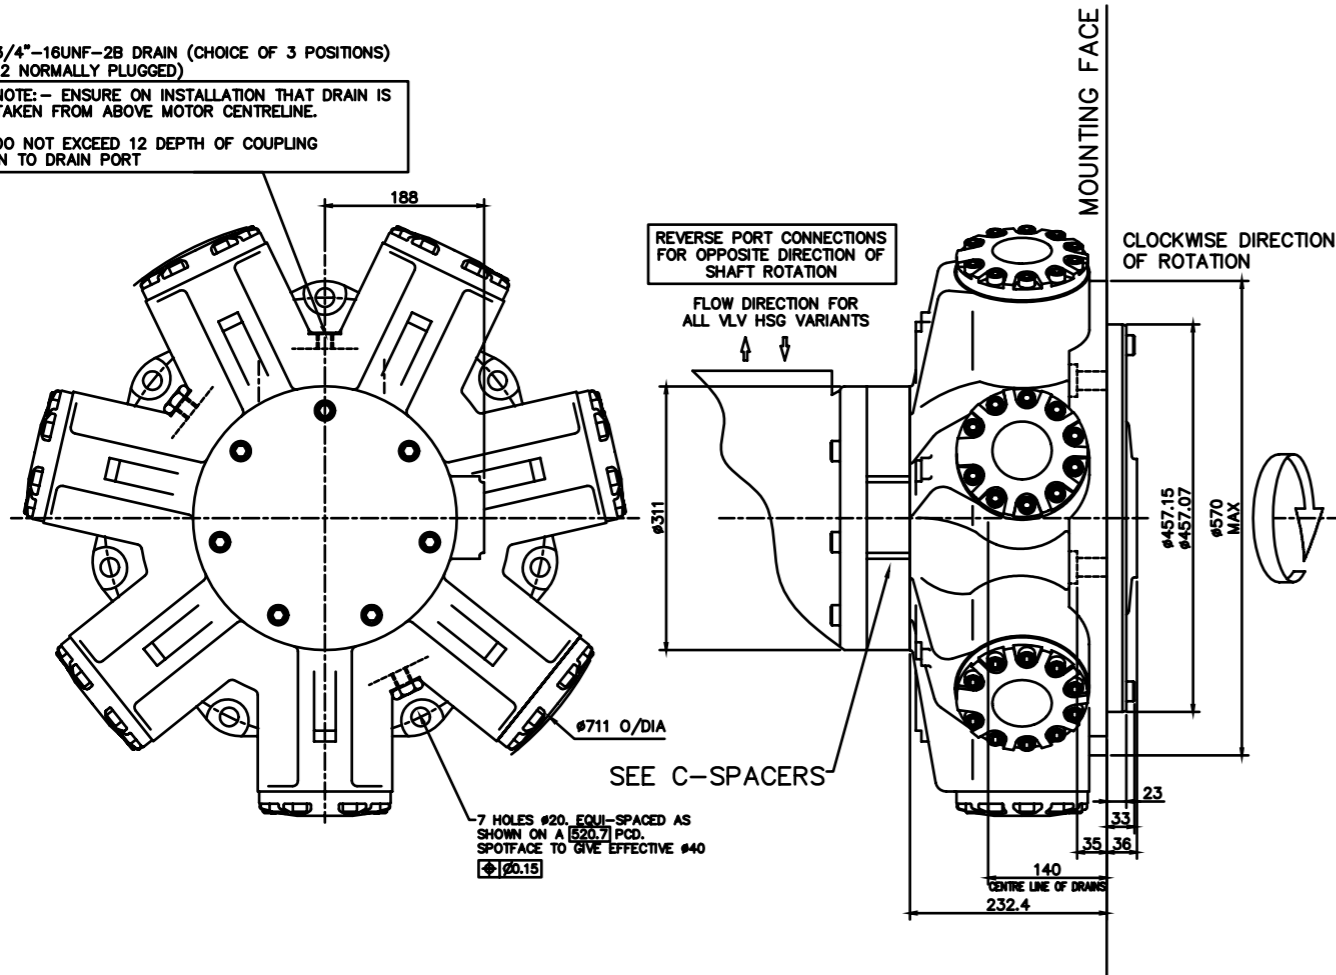 3/4"-16UNF-2B DRAIN (CHOICE OF 3 POSITIONS)
2 NORMALLY PLUGGED)
NOTE:- ENSURE ON INSTALLATION THAT DRAIN IS
TAKEN FROM ABOVE MOTOR CENTRELINE.
DO NOT EXCEED 12 DEPTH OF COUPLING
N TO DRAIN PORT
188
ø711 O/DIA
7 HOLES ø20. EQUI-SPACED AS
SHOWN ON A 520.7 PCD.
SPOTFACE TO GIVE EFFECTIVE ø40
⌖ Ø0.15
REVERSE PORT CONNECTIONS
FOR OPPOSITE DIRECTION OF
SHAFT ROTATION
FLOW DIRECTION FOR
ALL VLV HSG VARIANTS
ø311
SEE C-SPACERS
MOUNTING FACE
CLOCKWISE DIRECTION
OF ROTATION
ø457.15
ø457.07
ø570
MAX
23
33
35
36
140
CENTRE LINE OF DRAINS
232.4